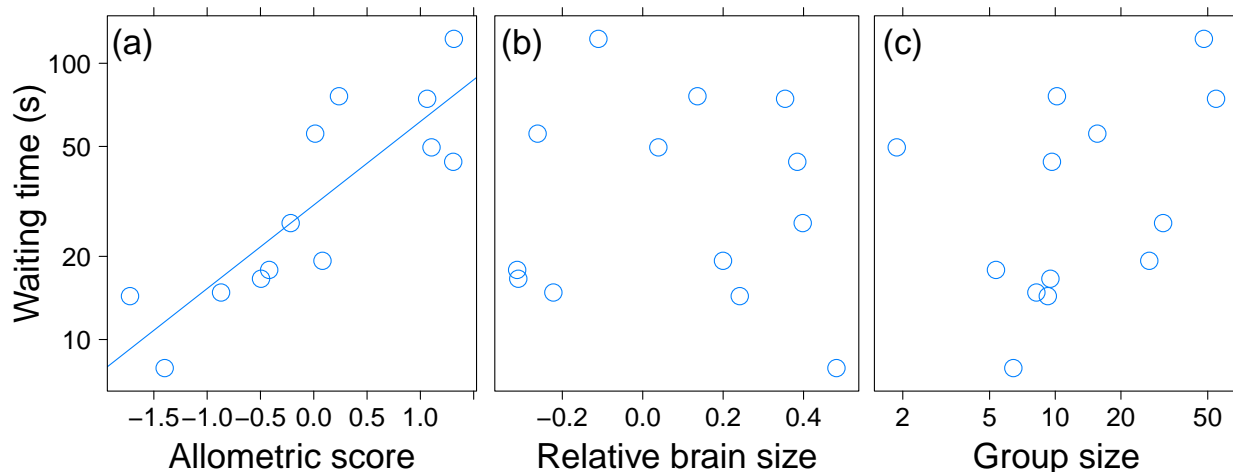 (a) (b) (c)
Waiting time (s)
100
50
20
10
−1.5 −1.0 −0.5 0.0 0.5 1.0
−0.2 0.0 0.2 0.4
2 5 10 20 50
Allometric score
Relative brain size
Group size